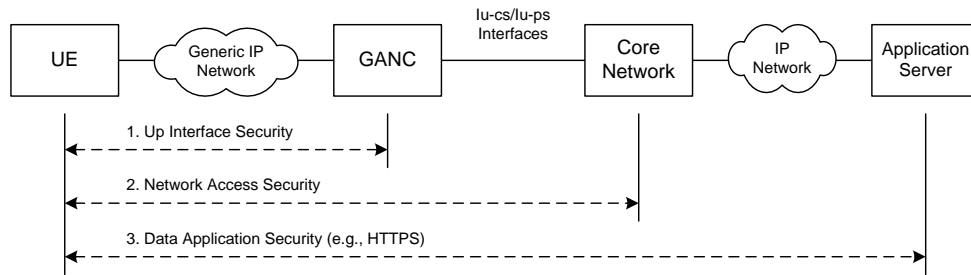 Iu-cs/Iu-ps
Interfaces
UE
Generic IP
Network
GANC
Core
Network
IP
Network
Application
Server
1. Up Interface Security
2. Network Access Security
3. Data Application Security (e.g., HTTPS)